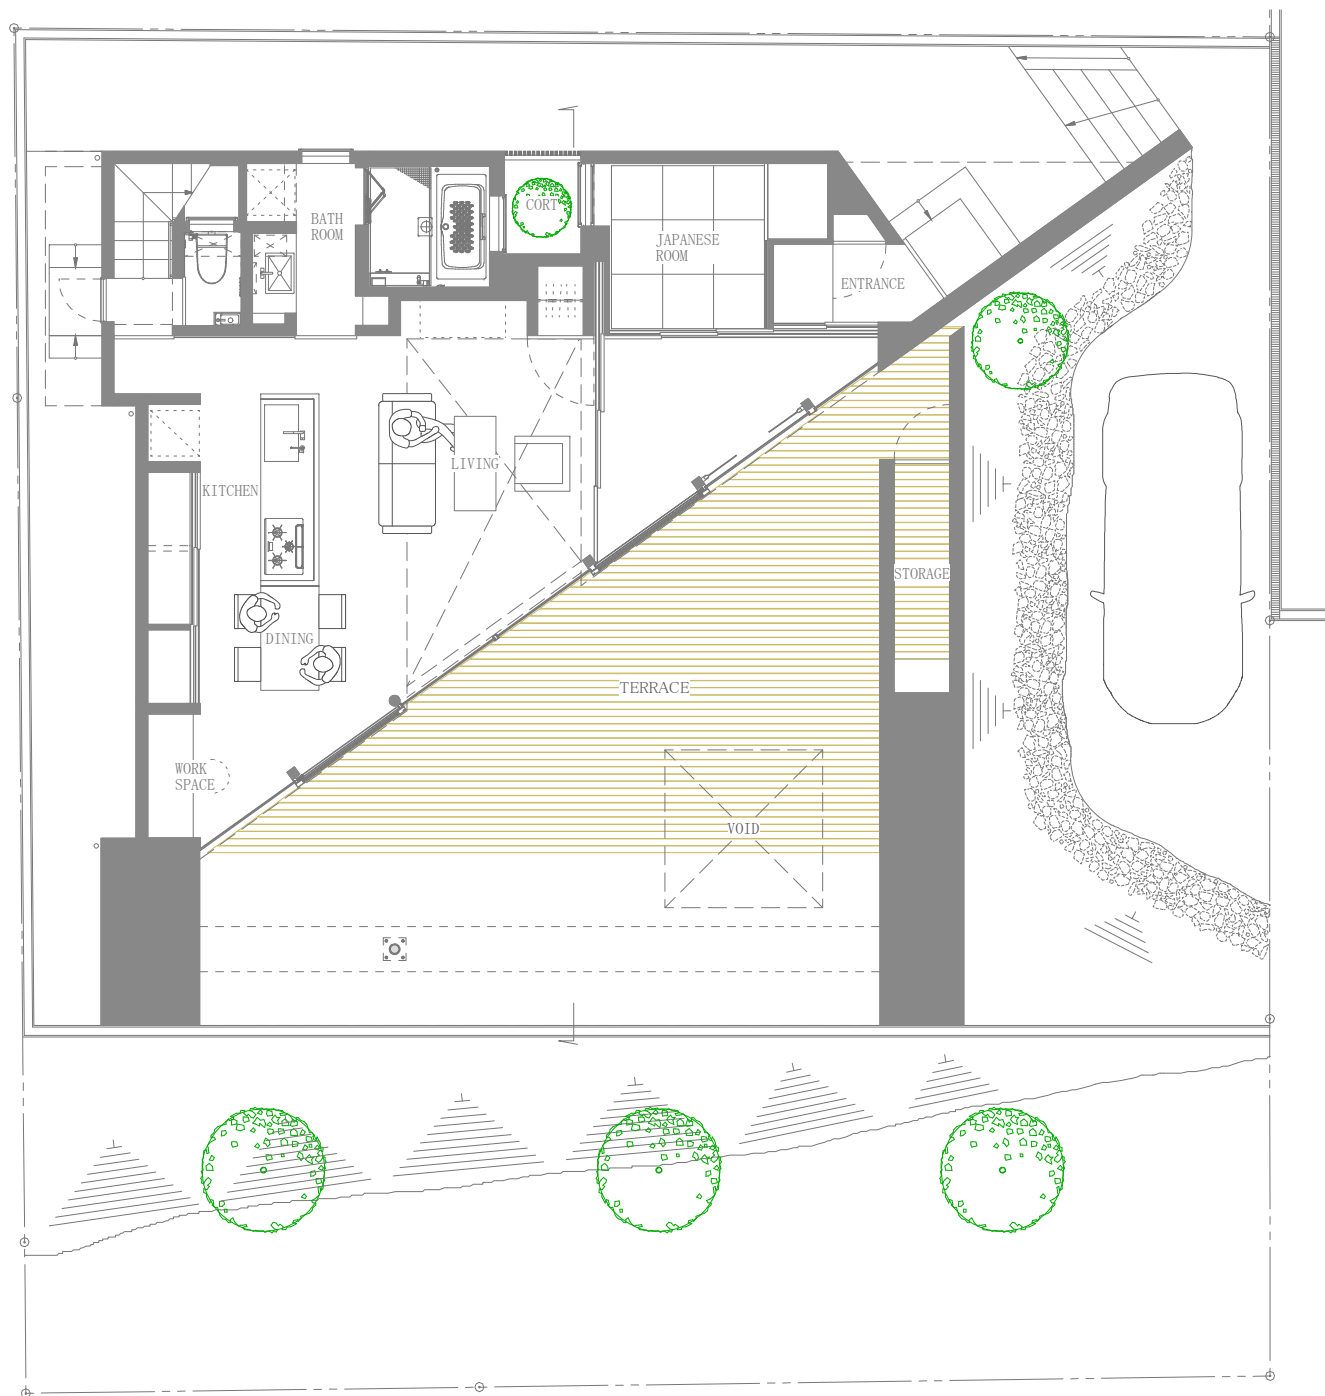 CORT
BATH
ROOM
JAPANESE
ROOM
ENTRANCE
LIVING
KITCHEN
STORAGE
DINING
TERRACE
WORK
SPACE
VOID